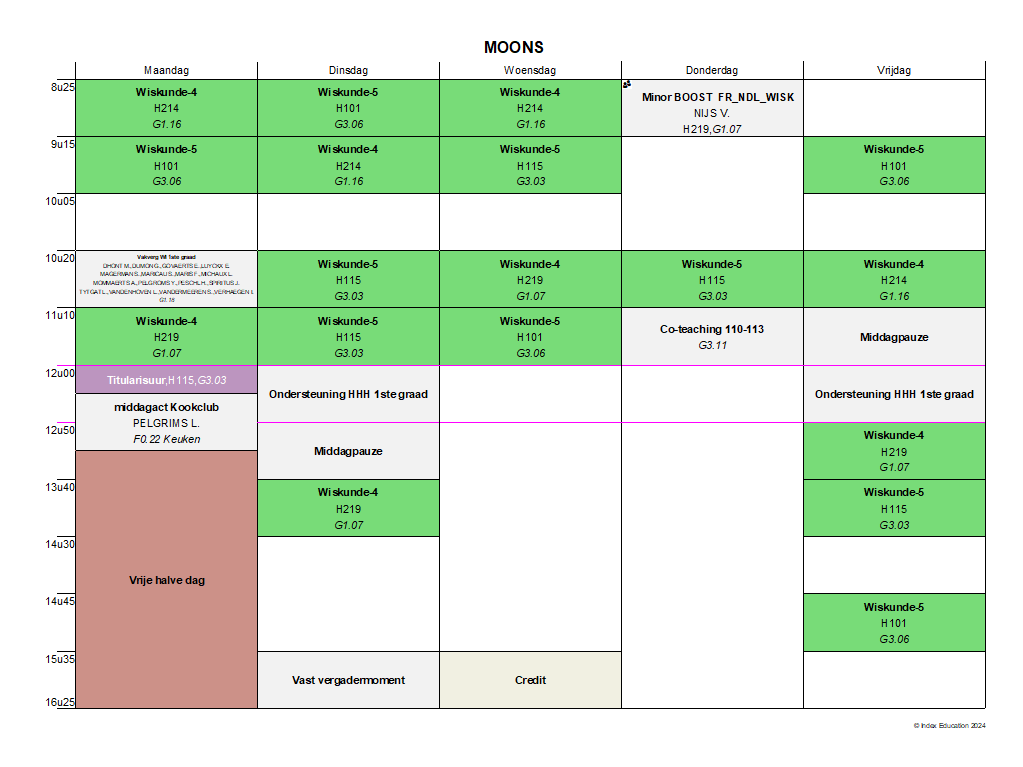 MOONS
Maandag
Dinsdag
Woensdag
Donderdag
Vrijdag
8u25
Wiskunde-4
H214
G1.16
Wiskunde-5
H101
G3.06
Wiskunde-4
H214
G1.16
Minor BOOST FR_NDL_WISK
NIJS V.
H219,G1.07
9u15
Wiskunde-5
H101
G3.06
Wiskunde-4
H214
G1.16
Wiskunde-5
H115
G3.03
Wiskunde-5
H101
G3.06
10u05
10u20
Vakverg WI 1ste graad
DHONT M.,DUMON G.,GOVAERTS E.,LUYCKX E.
MAGERMAN S.,MARICAU S.,MARIS F.,MICHAUX L.
MOMMAERTS A.,PELGROMS Y.,PESCHL H.,SPIRITUS J.
TYTGAT L.,VANDENHOVEN L.,VANDERMEEREN S.,VERHAEGEN I.
G1.16
Wiskunde-5
H115
G3.03
Wiskunde-4
H219
G1.07
Wiskunde-5
H115
G3.03
Wiskunde-4
H214
G1.16
11u10
Wiskunde-4
H219
G1.07
Wiskunde-5
H115
G3.03
Wiskunde-5
H101
G3.06
Co-teaching 110-113
G3.11
Middagpauze
12u00
Titularisuur,H115,G3.03
Ondersteuning HHH 1ste graad
Ondersteuning HHH 1ste graad
middagact Kookclub
PELGRIMS L.
F0.22 Keuken
12u50
Middagpauze
Wiskunde-4
H219
G1.07
13u40
Vrije halve dag
Wiskunde-4
H219
G1.07
Wiskunde-5
H115
G3.03
14u30
14u45
Wiskunde-5
H101
G3.06
15u35
Vast vergadermoment
Credit
16u25
© Index Education 2024